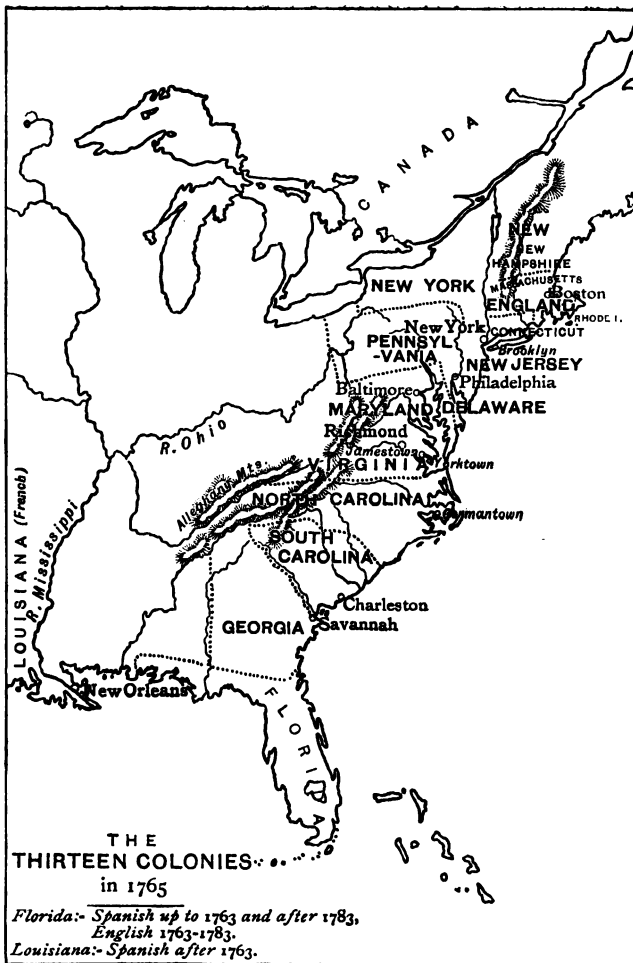 CANADA
NEW
NEW
HAMPSHIRE
MASSACHUSETTS
NEW YORK
Boston
ENGLAND
RHODE I.
New York
CONNECTICUT
PENNSYL
-VANIA
Brooklyn
NEW JERSEY
Philadelphia
Baltimore
MARYLAND
DELAWARE
Richmond
R. Ohio
Jamestown
VIRGINIA
Yorktown
Alleghany Mts.
NORTH CAROLINA
LOUISIANA (French)
R. Mississippi
SOUTH
CAROLINA
Charleston
Savannah
GEORGIA
New Orleans
FLORIDA
THE
THIRTEEN COLONIES
in 1765
Florida:- Spanish up to 1763 and after 1783,
English 1763-1783.
Louisiana:- Spanish after 1763.